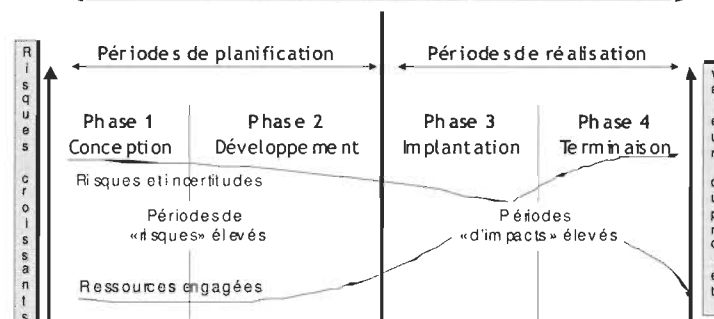 Périodes de planification
Périodes de réalisation
Risques croissants
Phase 1
Conception
Phase 2
Développement
Phase 3
Implantation
Phase 4
Terminaison
Risques et incertitudes
Périodes de
«risques» élevés
Périodes
«d'impacts» élevés
Ressources engagées